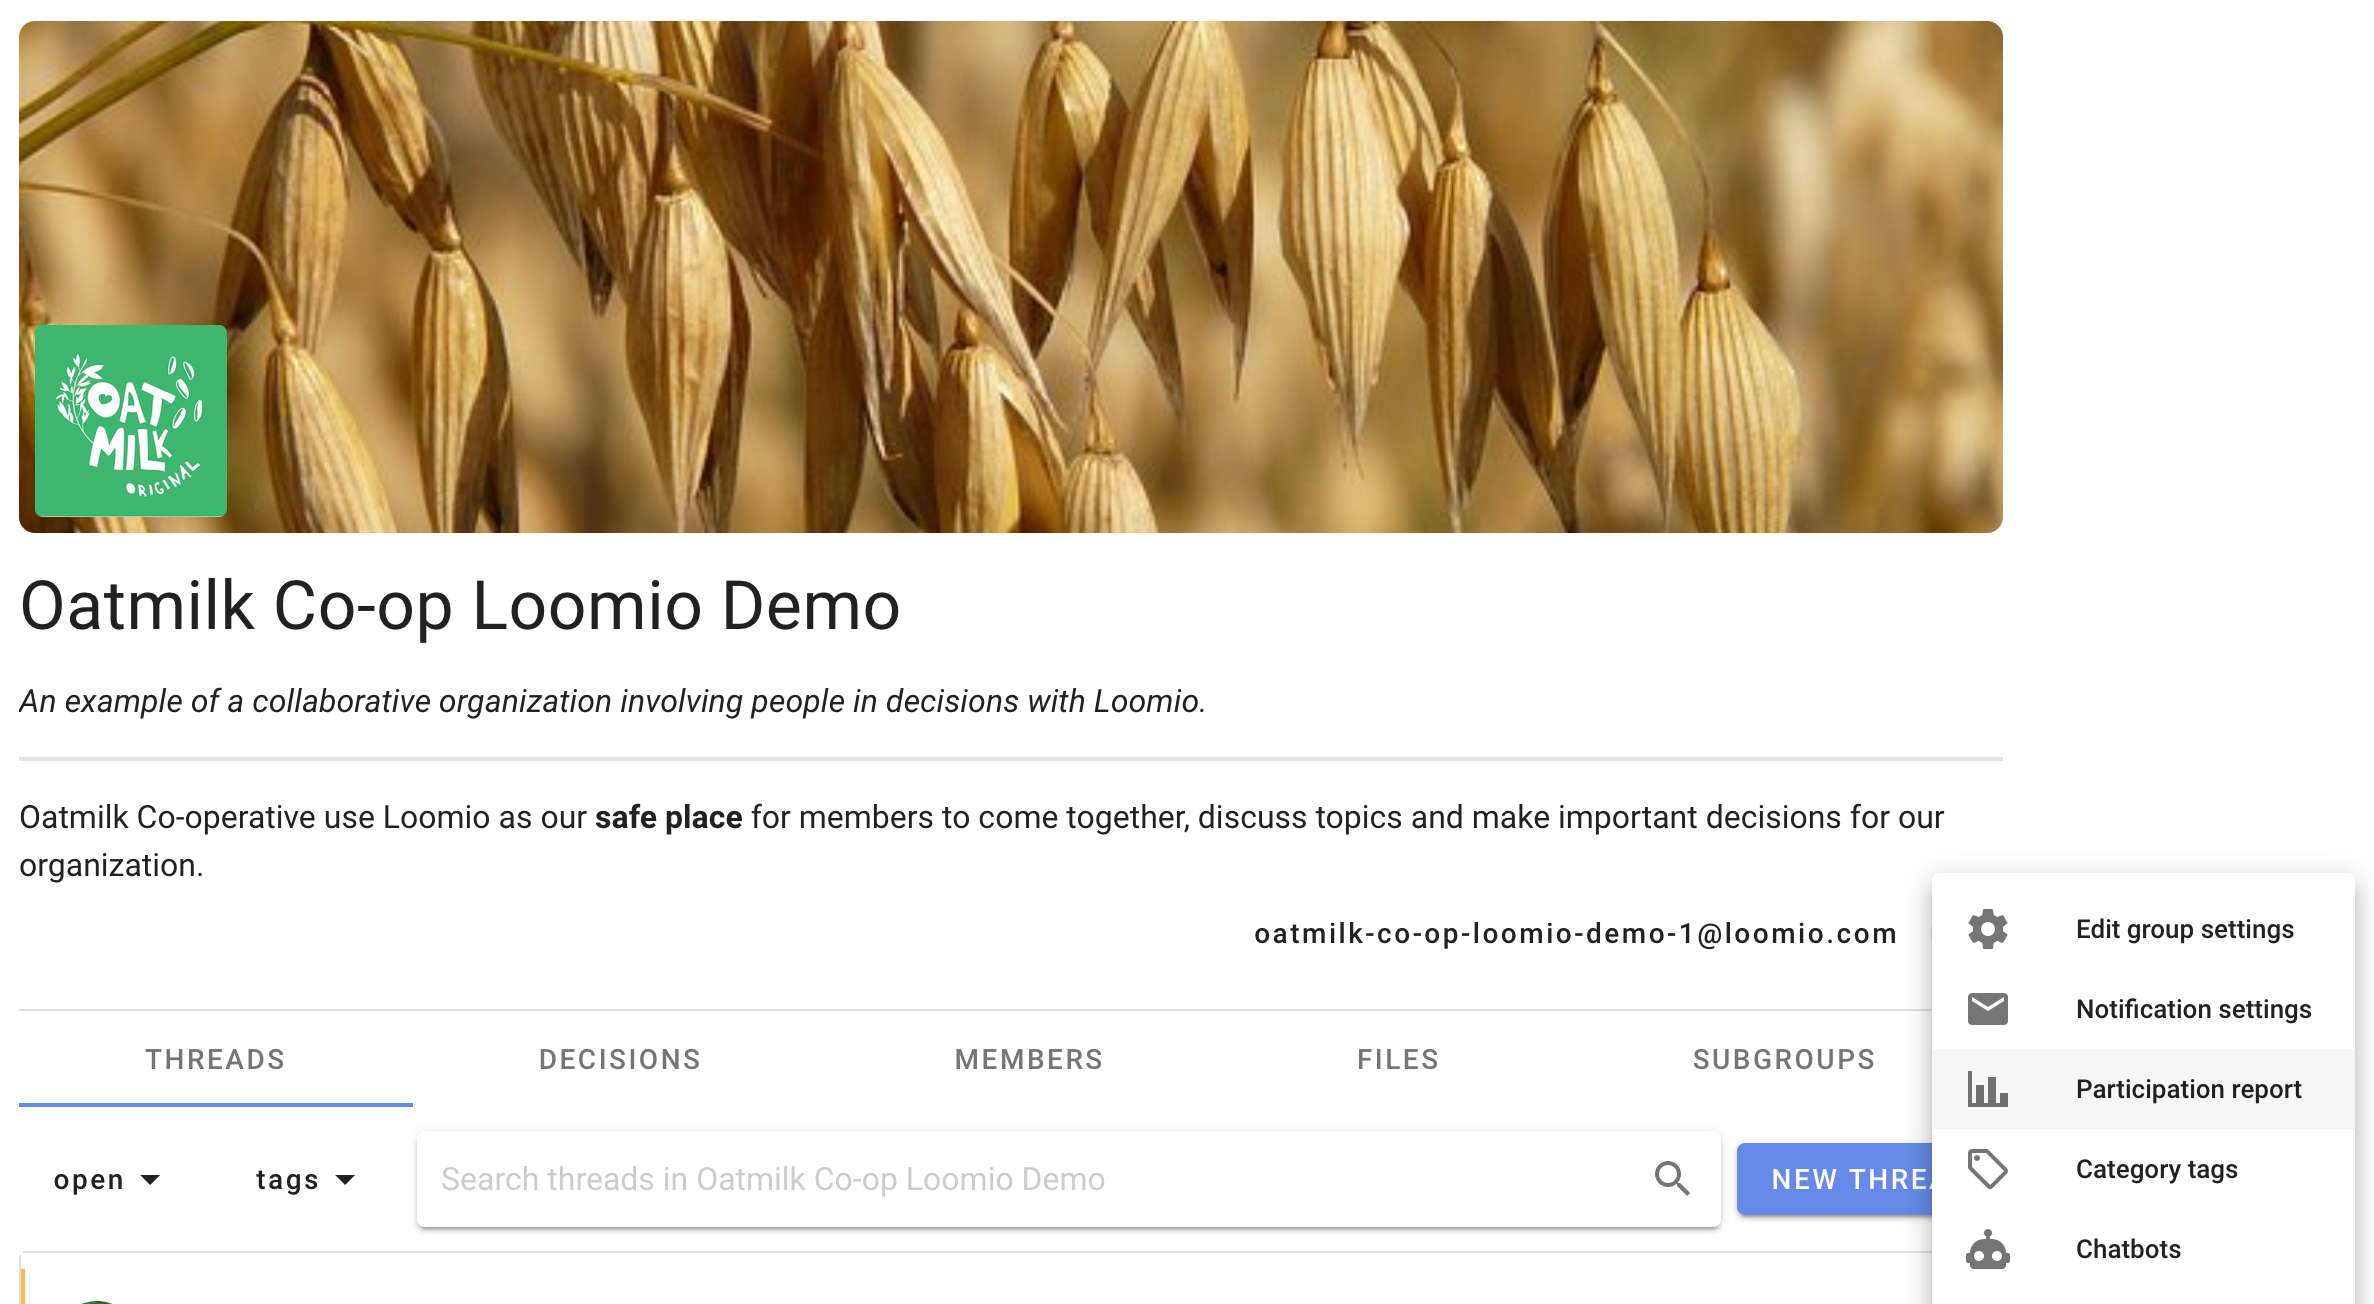 OAT
MILK
ORIGINAL
Oatmilk Co-op Loomio Demo
An example of a collaborative organization involving people in decisions with Loomio.
Oatmilk Co-operative use Loomio as our safe place for members to come together, discuss topics and make important decisions for our
organization.
oatmilk-co-op-loomio-demo-1@loomio.com
THREADS DECISIONS MEMBERS FILES SUBGROUPS
open tags Search threads in Oatmilk Co-op Loomio Demo NEW THREA
Edit group settings
Notification settings
Participation report
Category tags
Chatbots